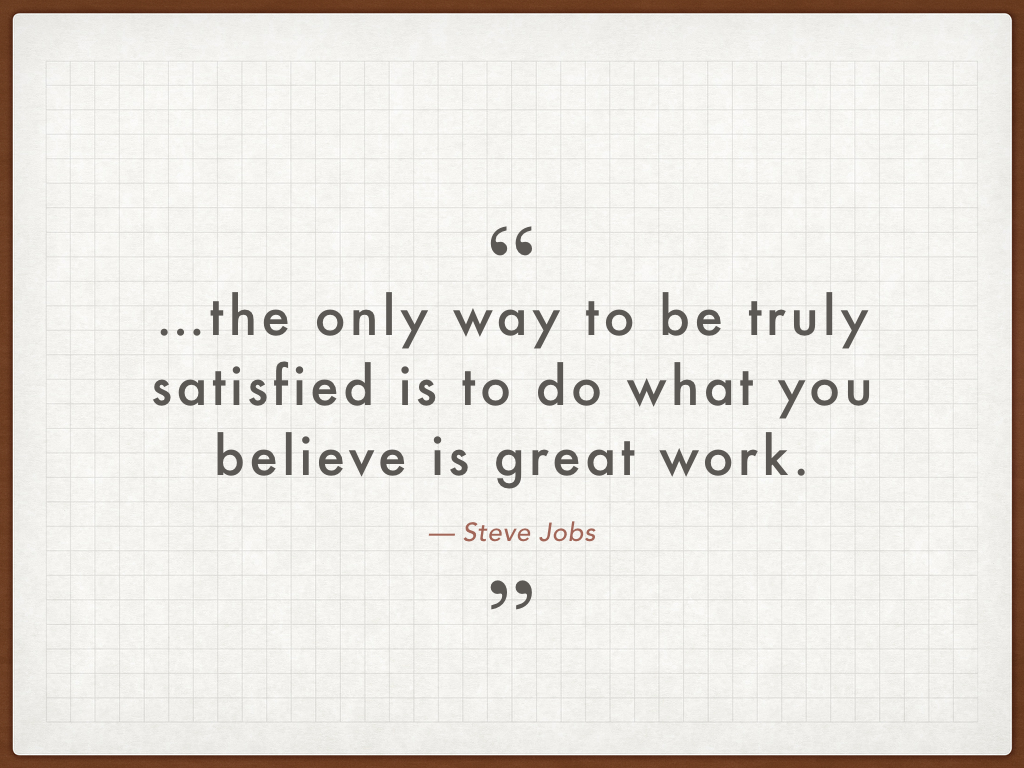 “
...the only way to be truly
satisfied is to do what you
believe is great work.
— Steve Jobs
”